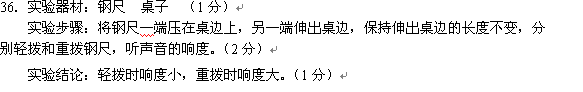 36. 实验器材：钢尺 桌子 （1分）
实验步骤：将钢尺一端压在桌边上，另一端伸出桌边，保持伸出桌边的长度不变，分
别轻拨和重拨钢尺，听声音的响度。（2分）
实验结论：轻拨时响度小，重拨时响度大。（1分）